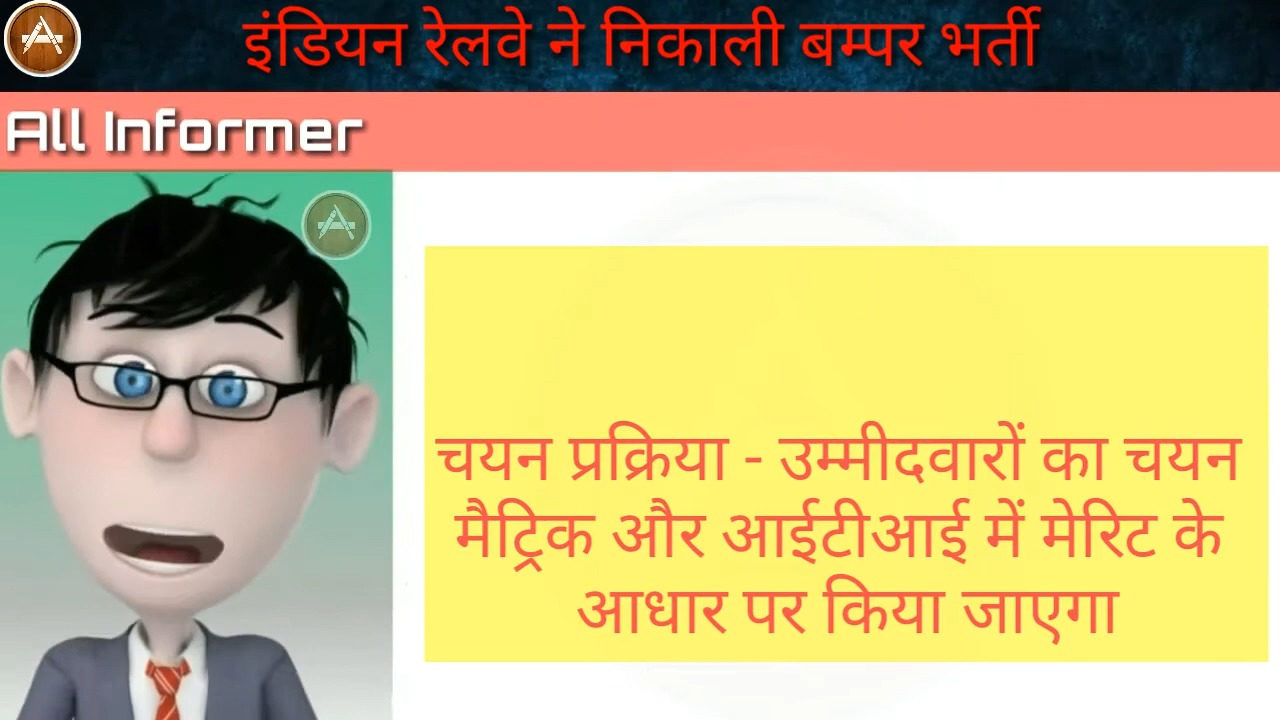 इंडियन रेलवे ने निकाली बम्पर भर्ती
All Informer
चयन प्रक्रिया - उम्मीदवारों का चयन
मैट्रिक और आईटीआई में मेरिट के
आधार पर किया जाएगा